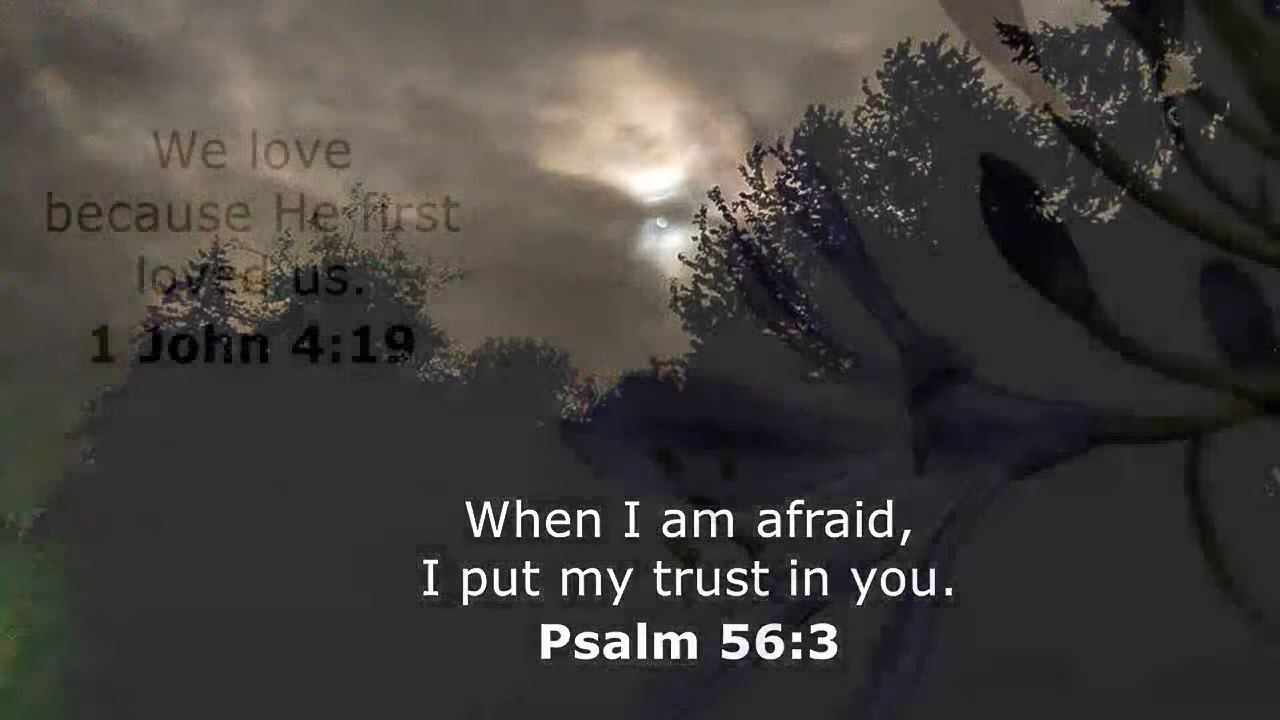 We love
because He first
loved us.
1 John 4:19
When I am afraid,
I put my trust in you.
Psalm 56:3